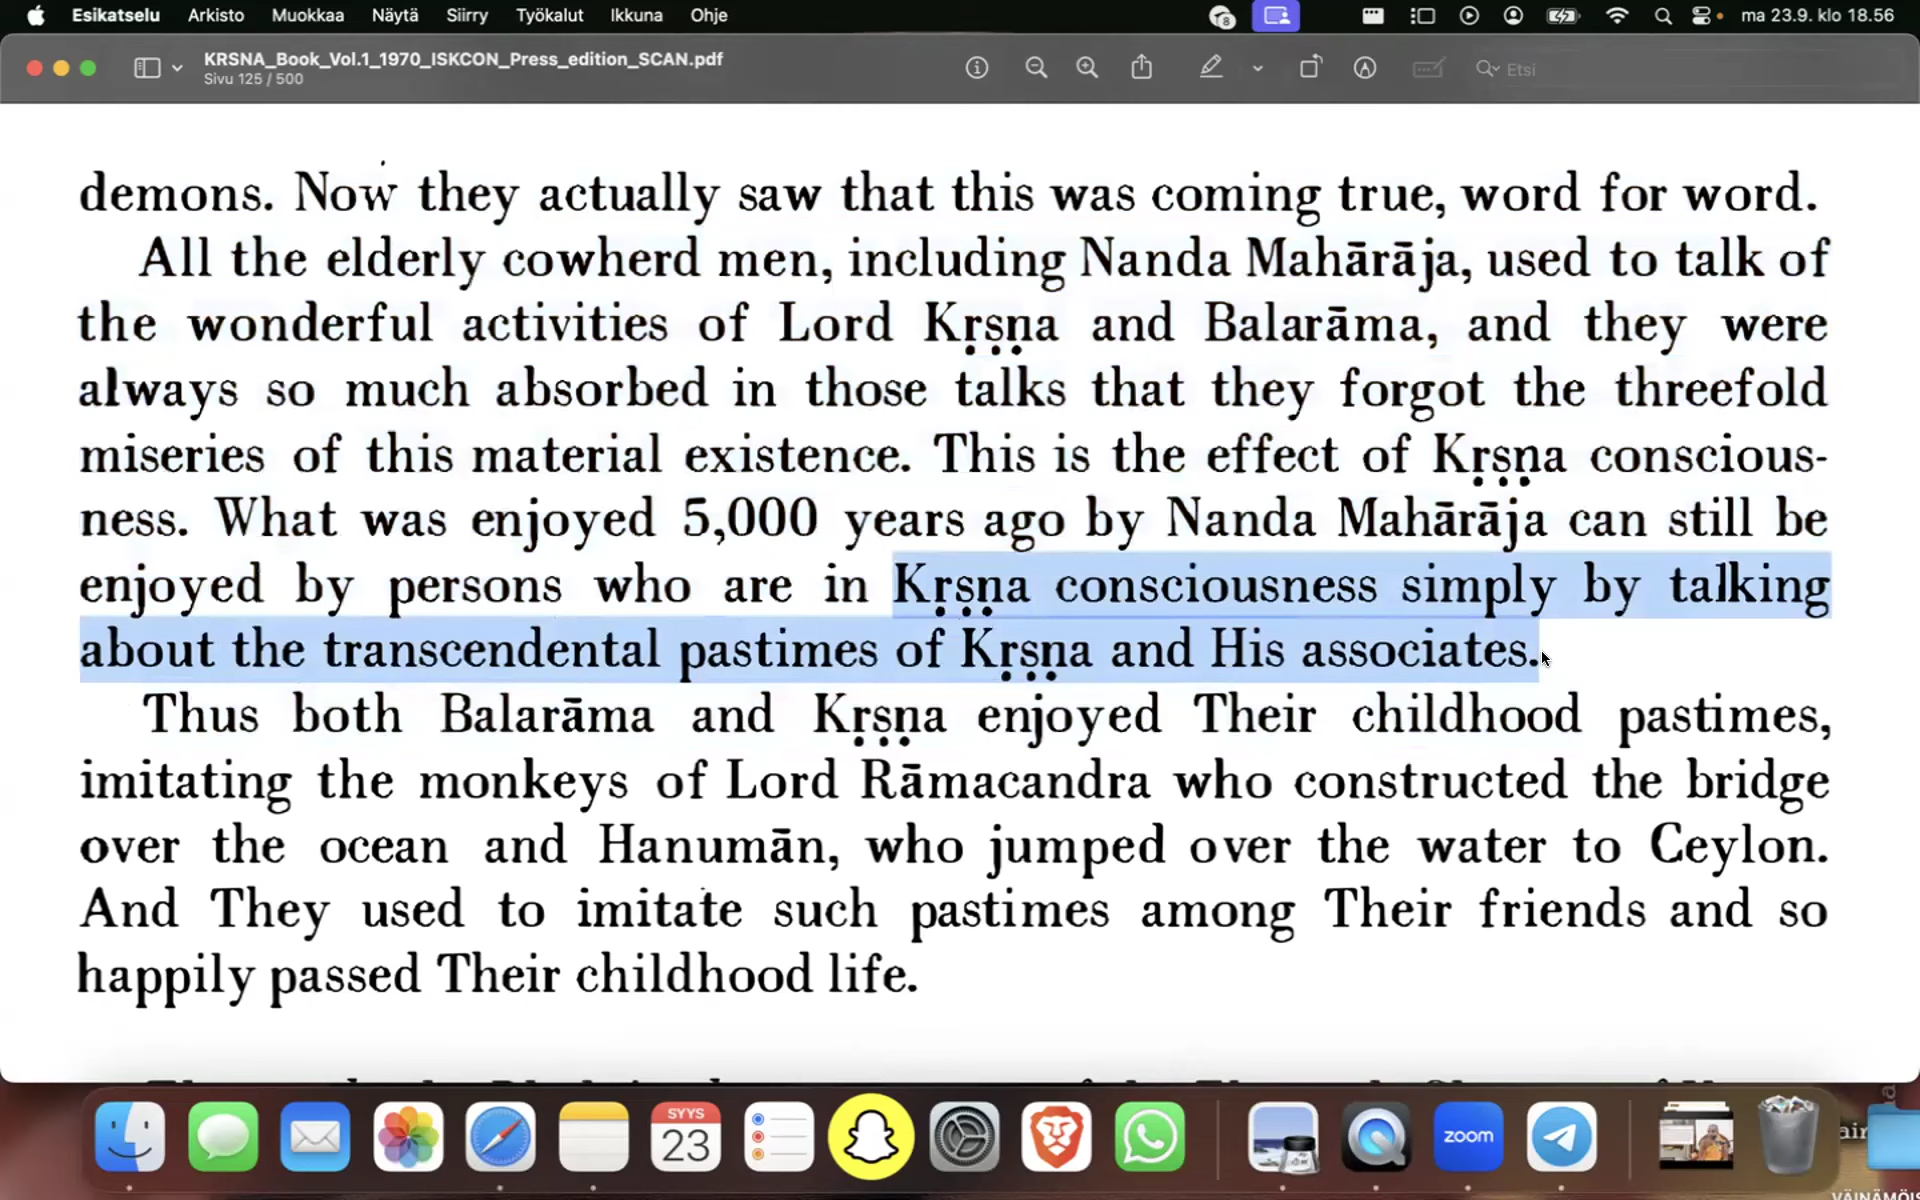 Esikatselu Arkisto Muokkaa Näytä Siirry Työkalut Ikkuna Ohje 8 ma 23.9. klo 18.56
KRSNA_Book_Vol.1_1970_ISKCON_Press_edition_SCAN.pdf
Sivu 125 / 500
Etsi
demons. Now they actually saw that this was coming true, word for word.
All the elderly cowherd men, including Nanda Mahārāja, used to talk of
the wonderful activities of Lord Kṛṣṇa and Balarāma, and they were
always so much absorbed in those talks that they forgot the threefold
miseries of this material existence. This is the effect of Kṛṣṇa conscious-
ness. What was enjoyed 5,000 years ago by Nanda Mahārāja can still be
enjoyed by persons who are in Kṛṣṇa consciousness simply by talking
about the transcendental pastimes of Kṛṣṇa and His associates.
Thus both Balarāma and Kṛṣṇa enjoyed Their childhood pastimes,
imitating the monkeys of Lord Rāmacandra who constructed the bridge
over the ocean and Hanumān, who jumped over the water to Ceylon.
And They used to imitate such pastimes among Their friends and so
happily passed Their childhood life.
SYYS
23
zoom